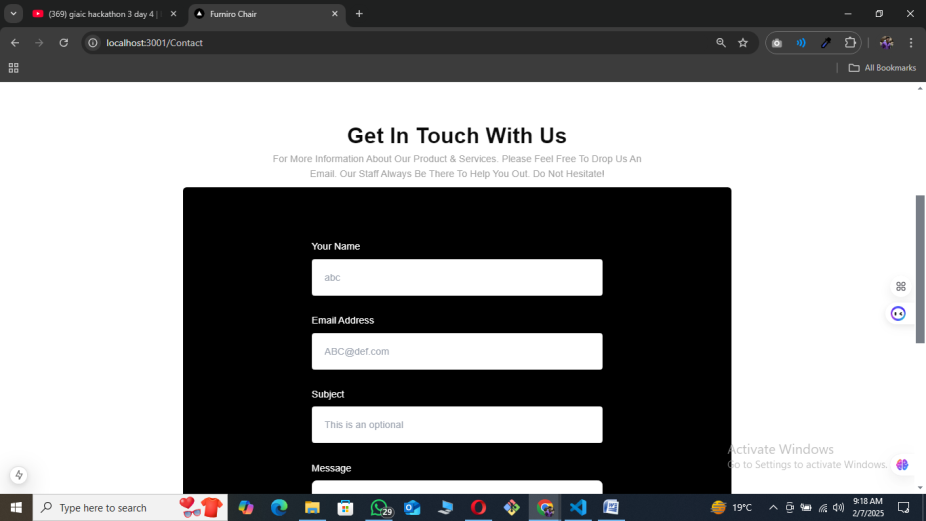 (369) giaic hackathon 3 day 4 |
Furniro Chair
localhost:3001/Contact
All Bookmarks
Get In Touch With Us
For More Information About Our Product & Services. Please Feel Free To Drop Us An
Email. Our Staff Always Be There To Help You Out. Do Not Hesitate!
Your Name
abc
Email Address
ABC@def.com
Subject
This is an optional
Message
Activate Windows
Go to Settings to activate Windows.
Type here to search
29
19°C
9:18 AM
2/7/2025